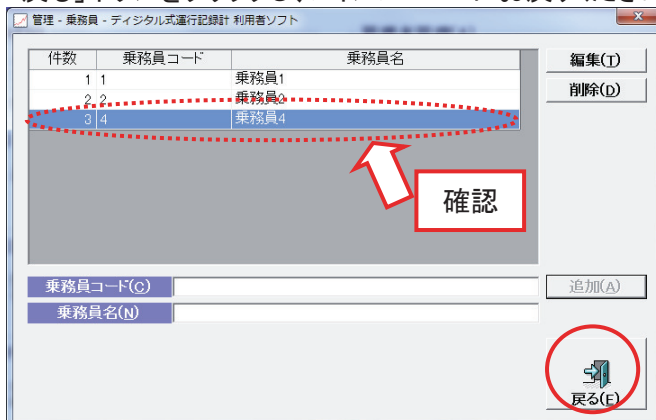 管理 - 乗務員 - ディジタル式運行記録計 利用者ソフト
件数 乗務員コード 乗務員名
1 1 乗務員1
2 2 乗務員2
3 4 乗務員4
編集(T)
削除(D)
確認
乗務員コード(C)
追加(A)
乗務員名(N)
戻る(E)